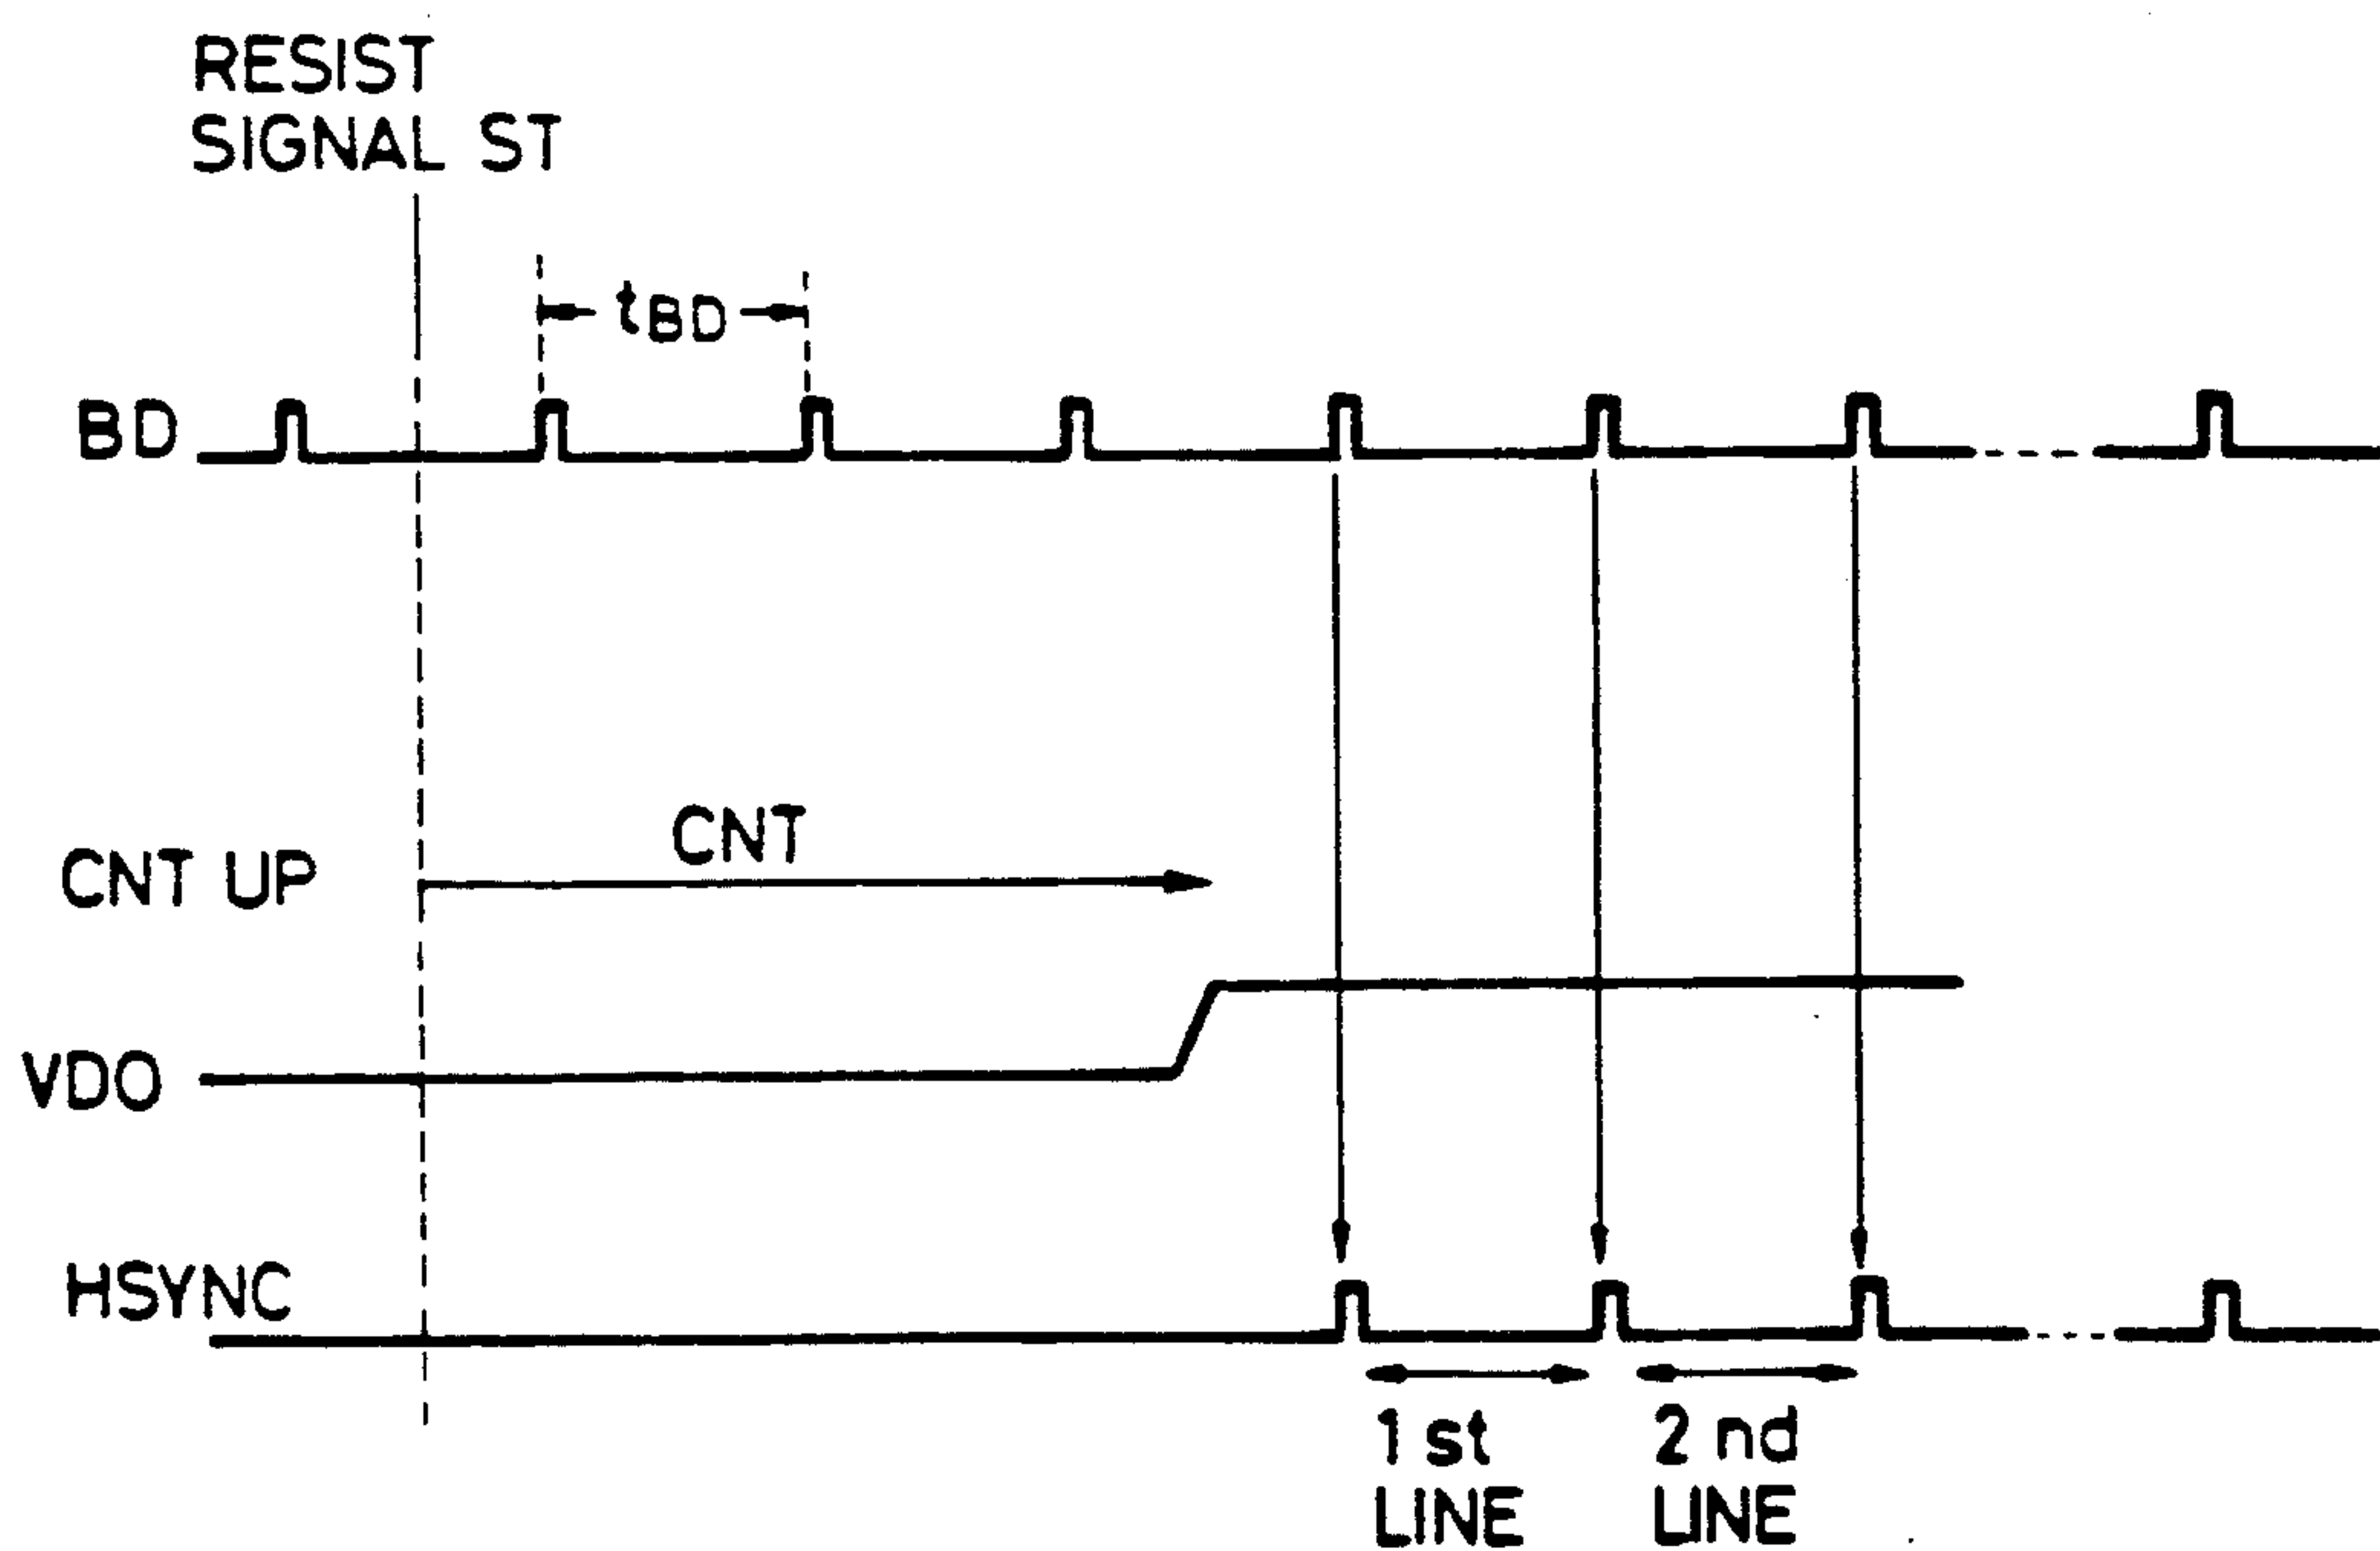 RESIST
SIGNAL ST
tBD
BD
CNT
CNT UP
VDO
HSYNC
1 st
LINE
2 nd
LINE